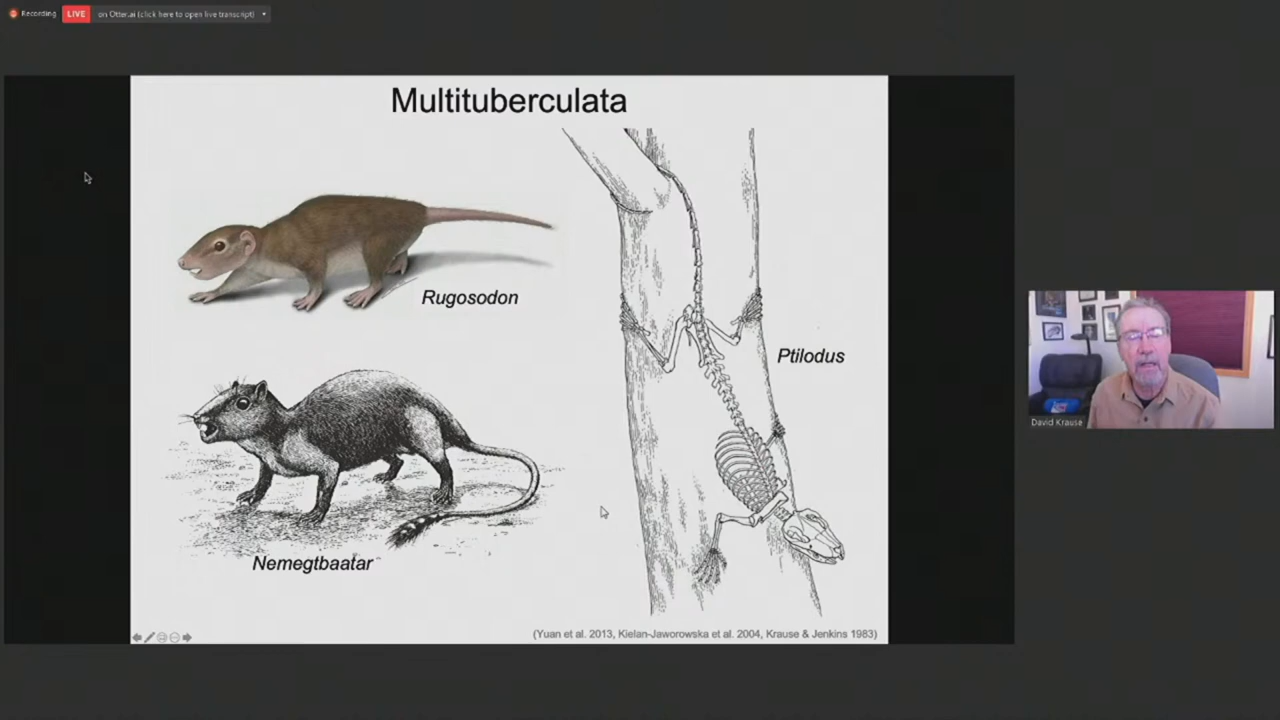 Recording
LIVE
on Otter.ai (click here to open live transcript)
Multituberculata
Rugosodon
Ptilodus
Nemegtbaatar
(Yuan et al. 2013, Kielan-Jaworowska et al. 2004, Krause & Jenkins 1983)
David Krause